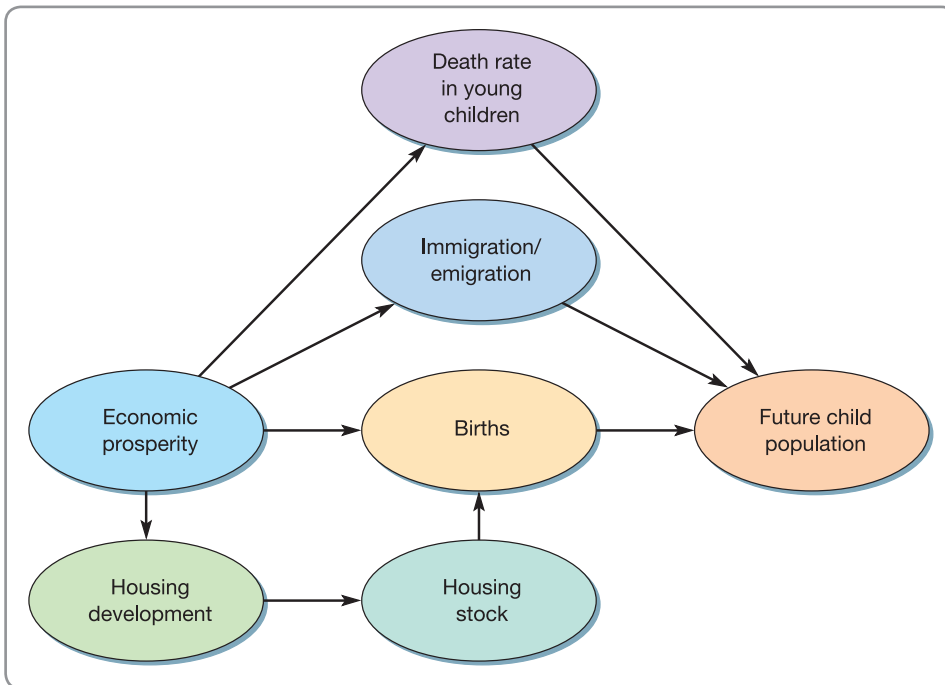 Death rate
in young
children
Immigration/
emigration
Economic
prosperity
Births
Future child
population
Housing
development
Housing
stock